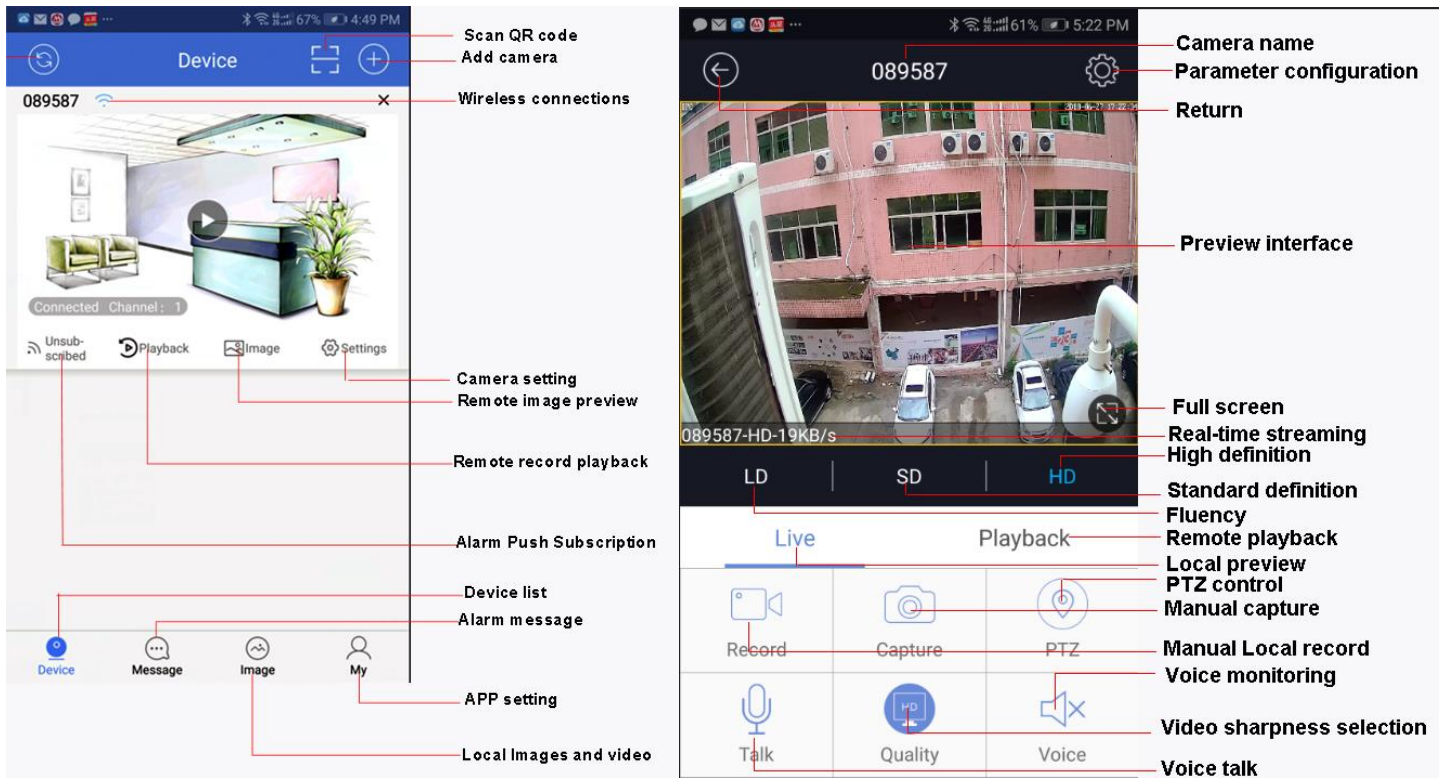 67% 4:49 PM
Device
089587
Connected Channel: 1
Unsub-
scribed
Playback
Image
Settings
Device
Message
Image
My
Scan QR code
Add camera
Wireless connections
Camera setting
Remote image preview
Remote record playback
Alarm Push Subscription
Device list
Alarm message
APP setting
Local Images and video
61% 5:22 PM
089587
089587-HD-19KB/s
LD
SD
HD
Live
Playback
Record
Capture
PTZ
Talk
HD
Quality
Voice
Camera name
Parameter configuration
Return
Preview interface
Full screen
Real-time streaming
High definition
Standard definition
Fluency
Remote playback
Local preview
PTZ control
Manual capture
Manual Local record
Voice monitoring
Video sharpness selection
Voice talk